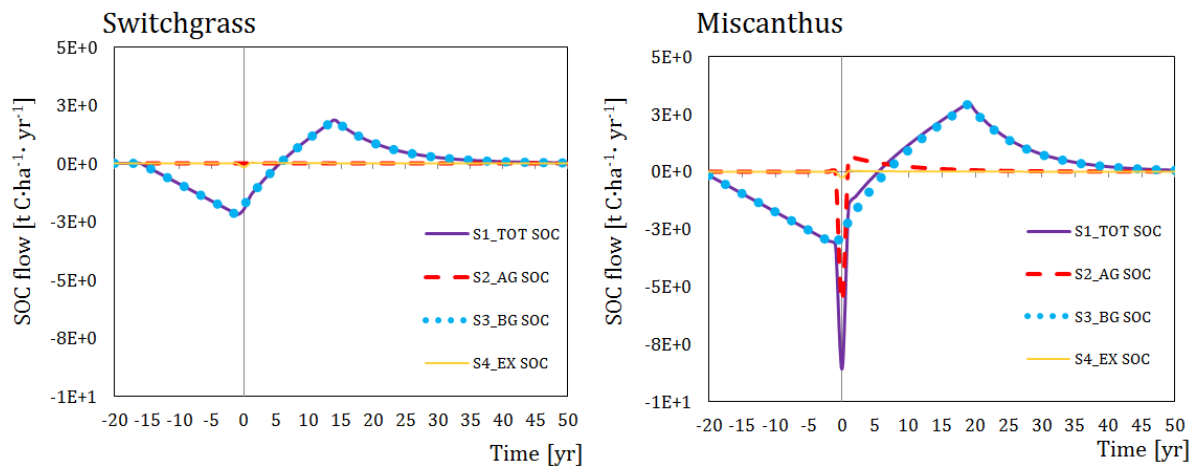 Switchgrass
5E+0
3E+0
0E+0
-3E+0
-5E+0
-8E+0
-1E+1
SOC flow [t C·ha⁻¹· yr⁻¹]
S1_TOT SOC
S2_AG SOC
S3_BG SOC
S4_EX SOC
-20 -15 -10 -5 0 5 10 15 20 25 30 35 40 45 50
Time [yr]
Miscanthus
5E+0
3E+0
0E+0
-3E+0
-5E+0
-8E+0
-1E+1
SOC flow [t C·ha⁻¹· yr⁻¹]
S1_TOT SOC
S2_AG SOC
S3_BG SOC
S4_EX SOC
-20 -15 -10 -5 0 5 10 15 20 25 30 35 40 45 50
Time [yr]